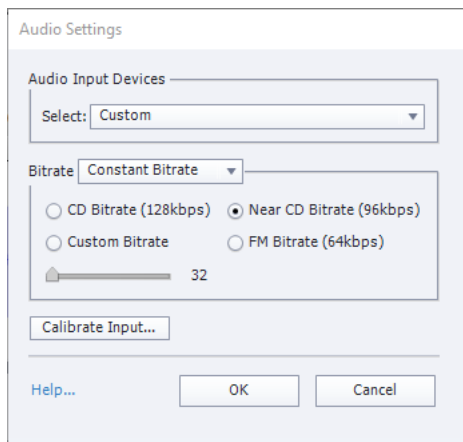 Audio Settings
Audio Input Devices
Select: Custom
Bitrate Constant Bitrate
CD Bitrate (128kbps) Near CD Bitrate (96kbps)
Custom Bitrate FM Bitrate (64kbps)
32
Calibrate Input...
Help... OK Cancel